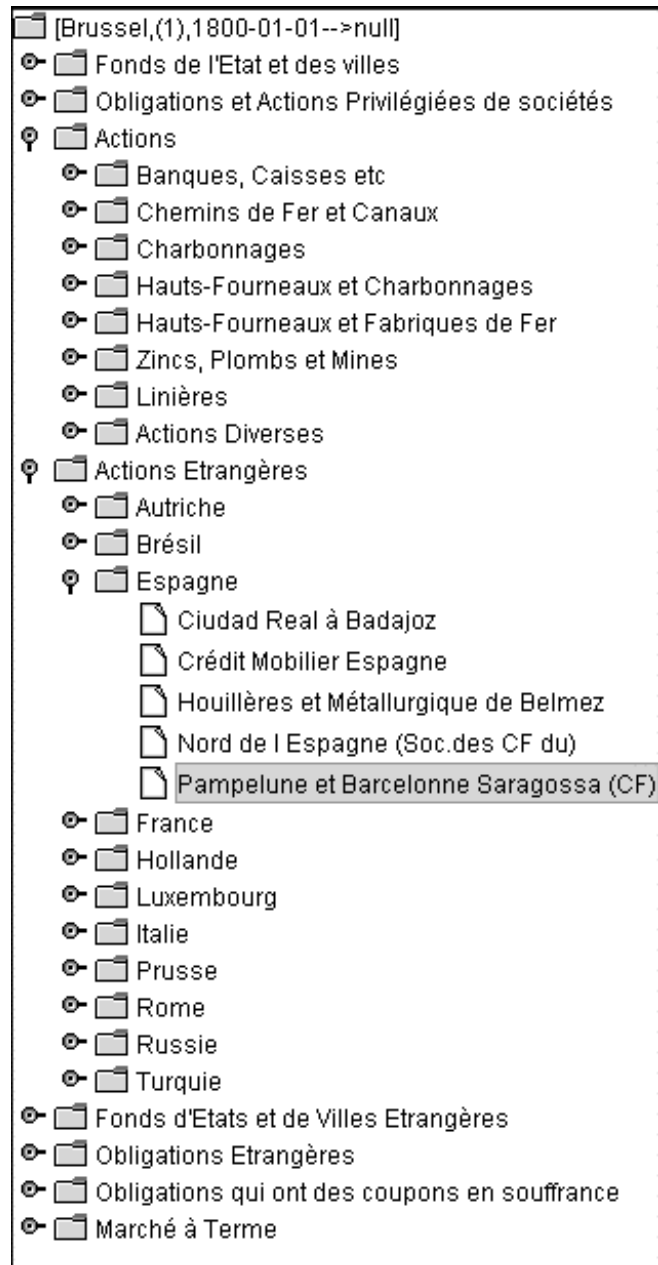 [Brussel,(1),1800-01-01-->null]
Fonds de l'Etat et des villes
Obligations et Actions Privilégiées de sociétés
Actions
Banques, Caisses etc
Chemins de Fer et Canaux
Charbonnages
Hauts-Fourneaux et Charbonnages
Hauts-Fourneaux et Fabriques de Fer
Zincs, Plombs et Mines
Linières
Actions Diverses
Actions Etrangères
Autriche
Brésil
Espagne
Ciudad Real à Badajoz
Crédit Mobilier Espagne
Houillères et Métallurgique de Belmez
Nord de l Espagne (Soc.des CF du)
Pampelune et Barcelonne Saragossa (CF)
France
Hollande
Luxembourg
Italie
Prusse
Rome
Russie
Turquie
Fonds d'Etats et de Villes Etrangères
Obligations Etrangères
Obligations qui ont des coupons en souffrance
Marché à Terme